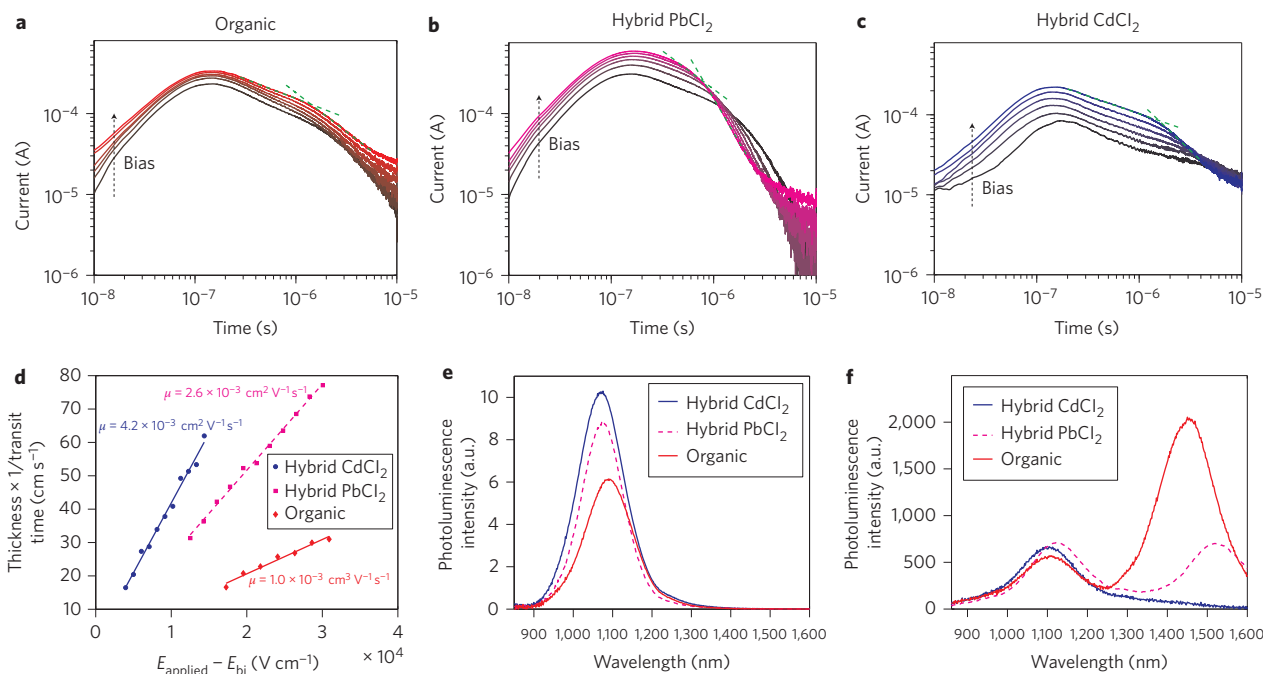 a
Organic
Current (A)
10⁻⁴
10⁻⁵
10⁻⁶
Bias
10⁻⁸
10⁻⁷
10⁻⁶
10⁻⁵
Time (s)
b
Hybrid PbCl₂
Current (A)
10⁻⁴
10⁻⁵
10⁻⁶
Bias
10⁻⁸
10⁻⁷
10⁻⁶
10⁻⁵
Time (s)
c
Hybrid CdCl₂
Current (A)
10⁻⁴
10⁻⁵
10⁻⁶
Bias
10⁻⁸
10⁻⁷
10⁻⁶
10⁻⁵
Time (s)
d
Thickness × 1/transit
time (cm s⁻¹)
80
70
60
50
40
30
20
10
μ = 2.6 × 10⁻³ cm² V⁻¹ s⁻¹
μ = 4.2 × 10⁻³ cm² V⁻¹ s⁻¹
Hybrid CdCl₂
Hybrid PbCl₂
Organic
μ = 1.0 × 10⁻³ cm³ V⁻¹ s⁻¹
0
1
2
3
4
× 10⁴
E applied − E bi (V cm⁻¹)
e
Photoluminescence
intensity (a.u.)
10
8
6
4
2
0
Hybrid CdCl₂
Hybrid PbCl₂
Organic
900
1,000
1,100
1,200
1,300
1,400
1,500
1,600
Wavelength (nm)
f
Photoluminescence
intensity (a.u.)
2,000
1,500
1,000
500
0
Hybrid CdCl₂
Hybrid PbCl₂
Organic
900
1,000
1,100
1,200
1,300
1,400
1,500
1,600
Wavelength (nm)